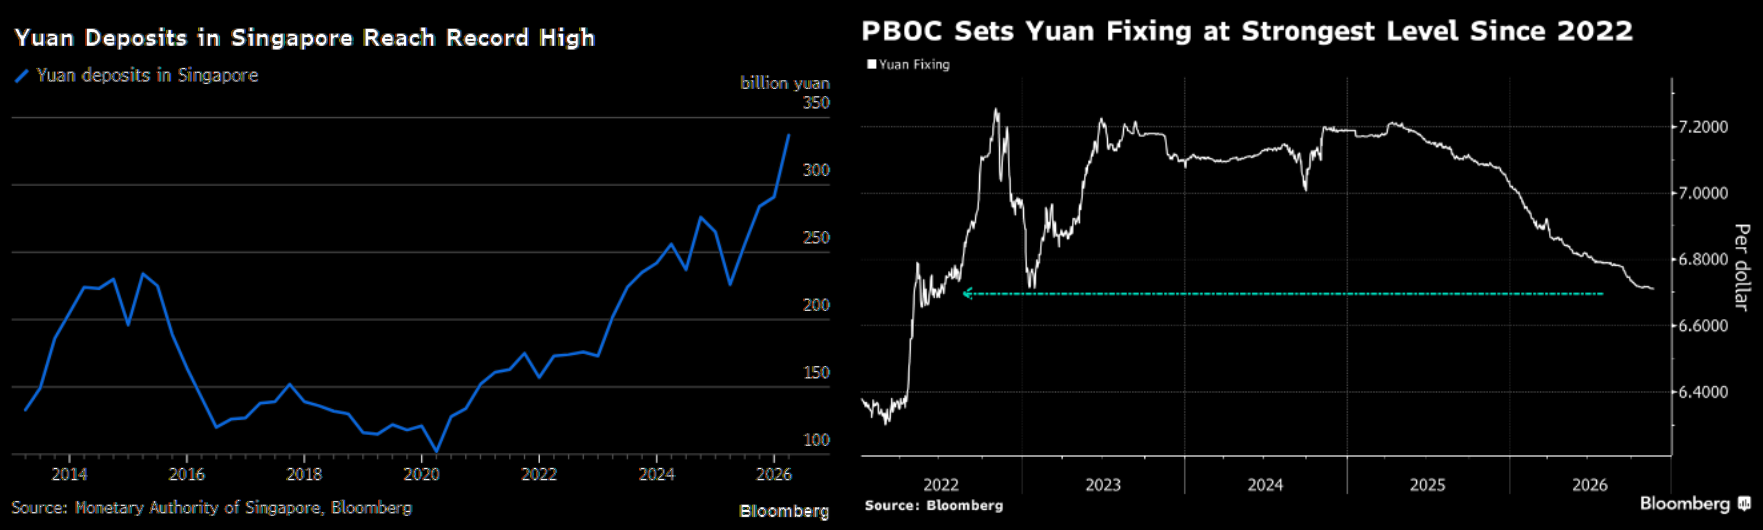 Yuan Deposits in Singapore Reach Record High
Yuan deposits in Singapore
billion yuan
350
300
250
200
150
100
2014 2016 2018 2020 2022 2024 2026
Source: Monetary Authority of Singapore, Bloomberg
Bloomberg
PBOC Sets Yuan Fixing at Strongest Level Since 2022
Yuan Fixing
7.2000
7.0000
6.8000
6.6000
6.4000
Per dollar
2022 2023 2024 2025 2026
Source: Bloomberg
Bloomberg